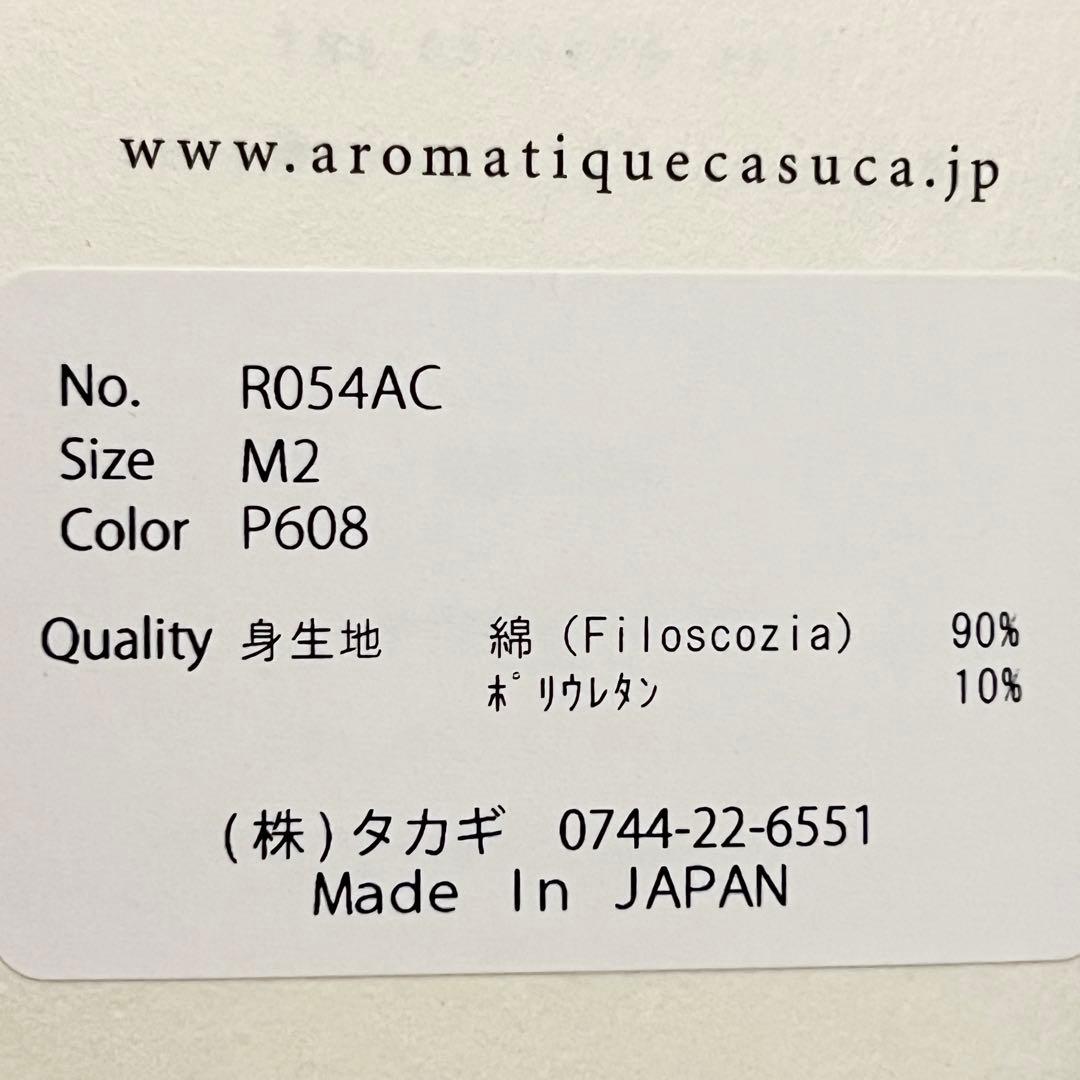 www.aromatiquecasuca.jp
No. R054AC
Size M2
Color P608
Quality 身生地 綿 (Filoscozia) 90%
ﾎﾟﾘｳﾚﾀﾝ 10%
(株)タカギ 0744-22-6551
Made In JAPAN